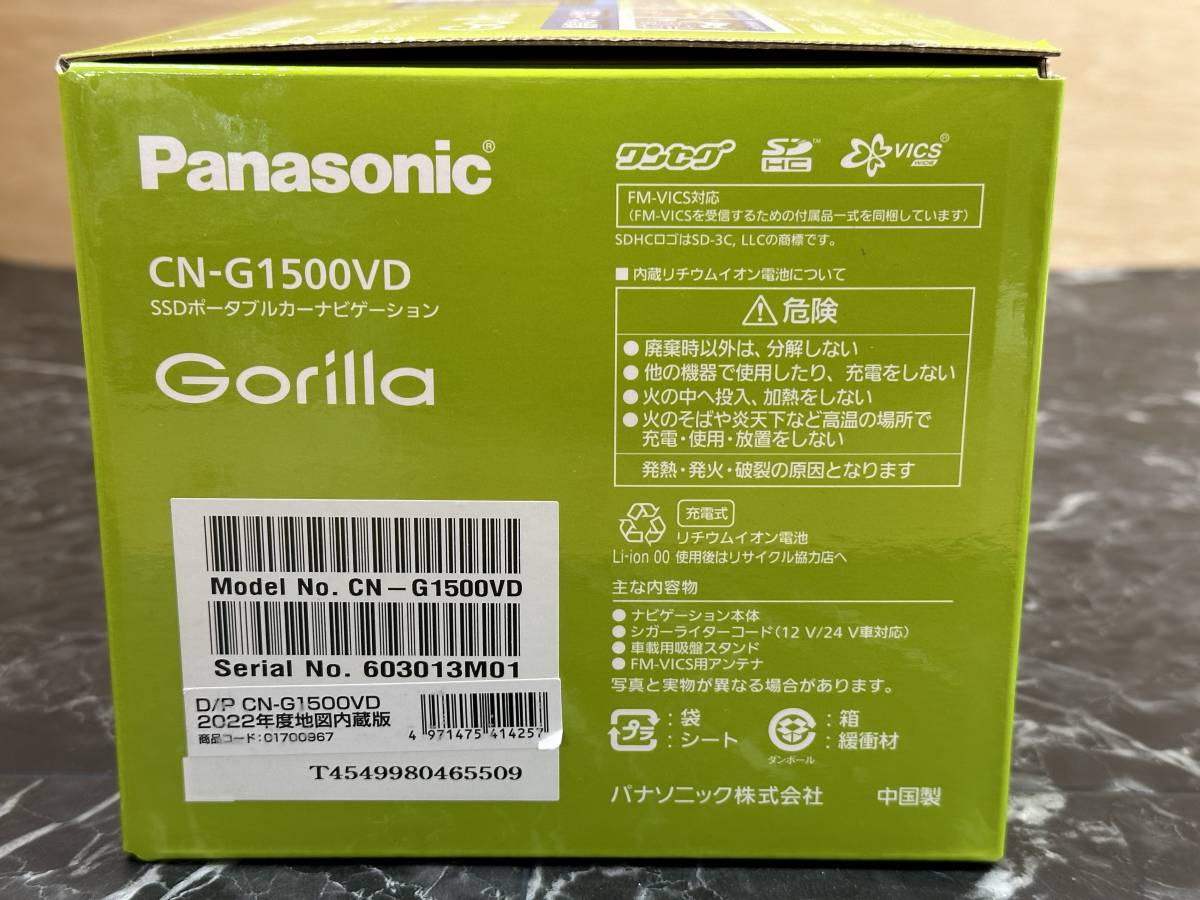 Panasonic®
CN-G1500VD
SSDポータブルカーナビゲーション
Gorilla
Model No. CN－G1500VD
Serial No. 603013M01
D/P CN-G1500VD
2022年度地図内蔵版
商品コード:01700967
4 971475 414257
T4549980465509
ワンセグ SD HC™ VICS® WIDE
FM-VICS対応
(FM-VICSを受信するための付属品一式を同梱しています)
SDHCロゴはSD-3C, LLCの商標です。
■ 内蔵リチウムイオン電池について
危険
● 廃棄時以外は、分解しない
● 他の機器で使用したり、充電をしない
● 火の中へ投入、加熱をしない
● 火のそばや炎天下など高温の場所で
充電・使用・放置をしない
発熱・発火・破裂の原因となります
充電式
リチウムイオン電池
Li-ion 00 使用後はリサイクル協力店へ
主な内容物
● ナビゲーション本体
● シガーライターコード(12 V/24 V車対応)
● 車載用吸盤スタンド
● FM-VICS用アンテナ
写真と実物が異なる場合があります。
プラ :袋
:シート
ダンボール :箱
:緩衝材
パナソニック株式会社 中国製